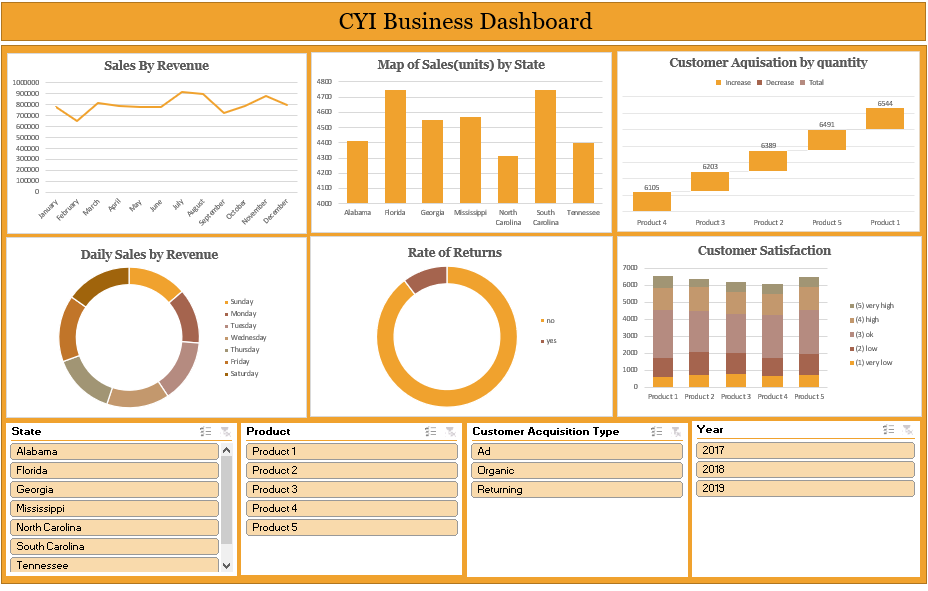 CYI Business Dashboard
Sales By Revenue
1000000
900000
800000
700000
600000
500000
400000
300000
200000
100000
0
January
February
March
April
May
June
July
August
September
October
November
December
Map of Sales(units) by State
4800
4700
4600
4500
4400
4300
4200
4100
4000
Alabama
Florida
Georgia
Mississippi
North
Carolina
South
Carolina
Tennessee
Customer Aquisation by quantity
Increase Decrease Total
6105
6203
6389
6491
6544
Product 4 Product 3 Product 2 Product 5 Product 1
Daily Sales by Revenue
Sunday
Monday
Tuesday
Wednesday
Thursday
Friday
Saturday
Rate of Returns
no
yes
Customer Satisfaction
7000
6000
5000
4000
3000
2000
1000
0
Product 1 Product 2 Product 3 Product 4 Product 5
(5) very high
(4) high
(3) ok
(2) low
(1) very low
State
Alabama
Florida
Georgia
Mississippi
North Carolina
South Carolina
Tennessee
Product
Product 1
Product 2
Product 3
Product 4
Product 5
Customer Acquisition Type
Ad
Organic
Returning
Year
2017
2018
2019